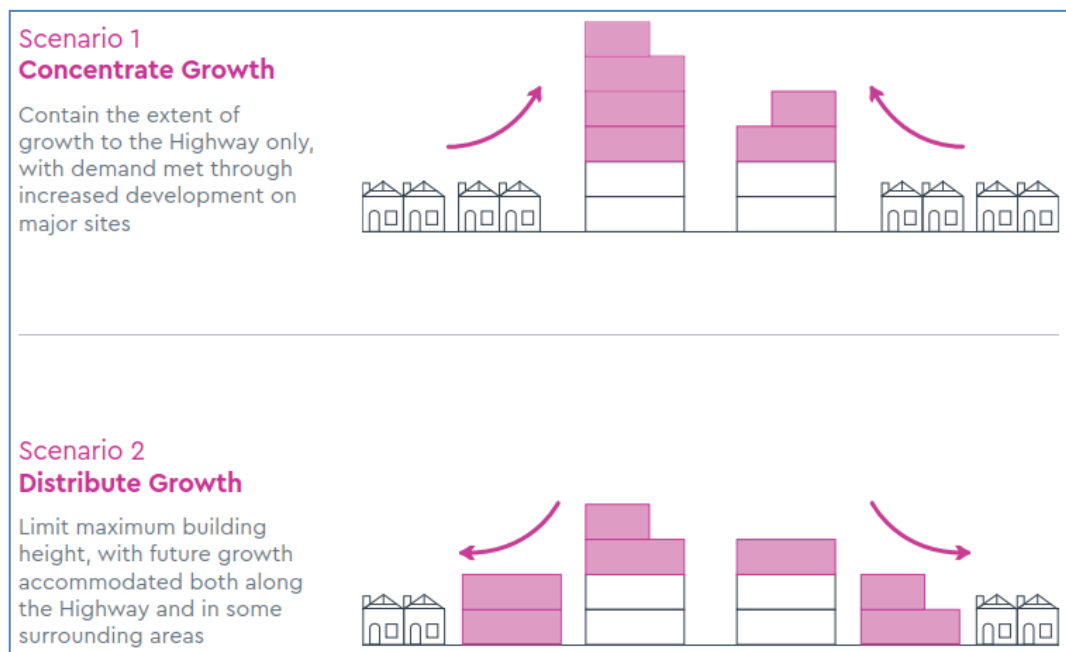 Scenario 1
Concentrate Growth
Contain the extent of
growth to the Highway only,
with demand met through
increased development on
major sites
Scenario 2
Distribute Growth
Limit maximum building
height, with future growth
accommodated both along
the Highway and in some
surrounding areas